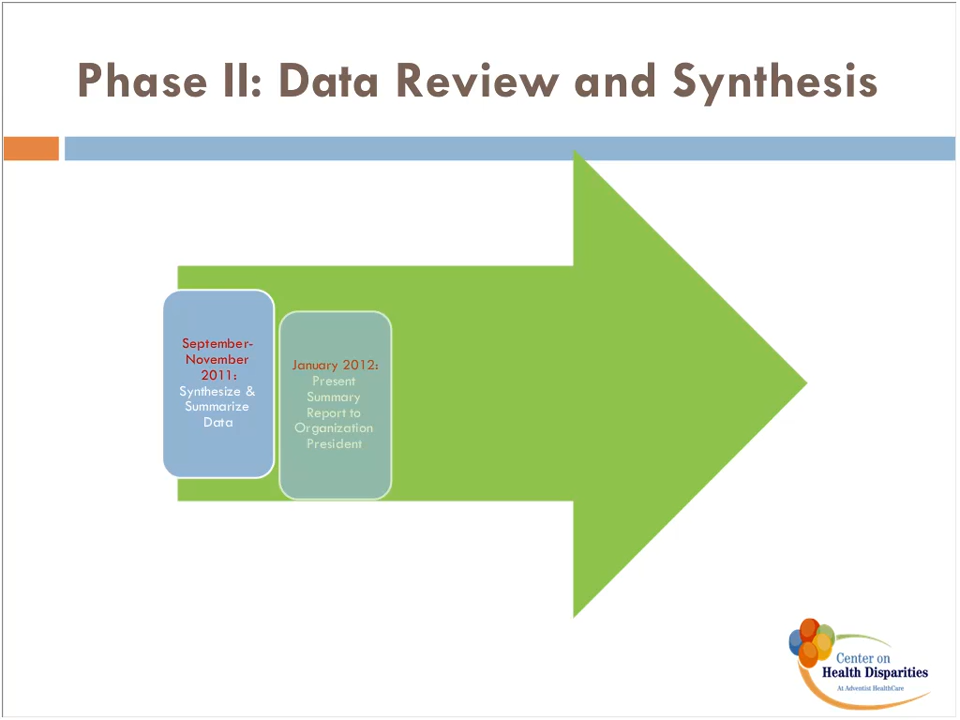 Phase II: Data Review and Synthesis
September-
November
2011:
Synthesize &
Summarize
Data
January 2012:
Present
Summary
Report to
Organization
President
Center on
Health Disparities
At Adventist HealthCare